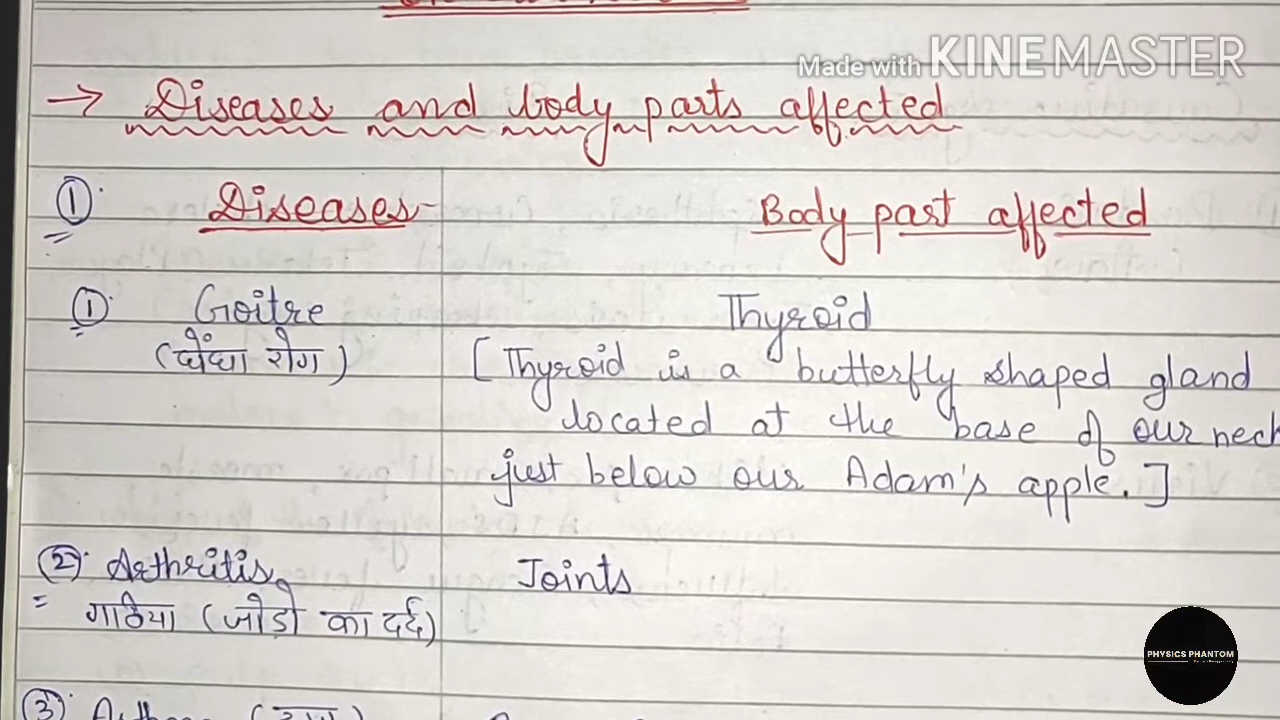 Made with KINEMASTER
→ Diseases and body parts affected
① Diseases- Body part affected
① Goitre Thyroid
(घेंघा रोग) [Thyroid is a butterfly shaped gland
located at the base of our neck
just below our Adam's apple.]
(2) Arthritis Joints
गठिया (जोड़ो का दर्द)
(3)
PHYSICS PHANTOM